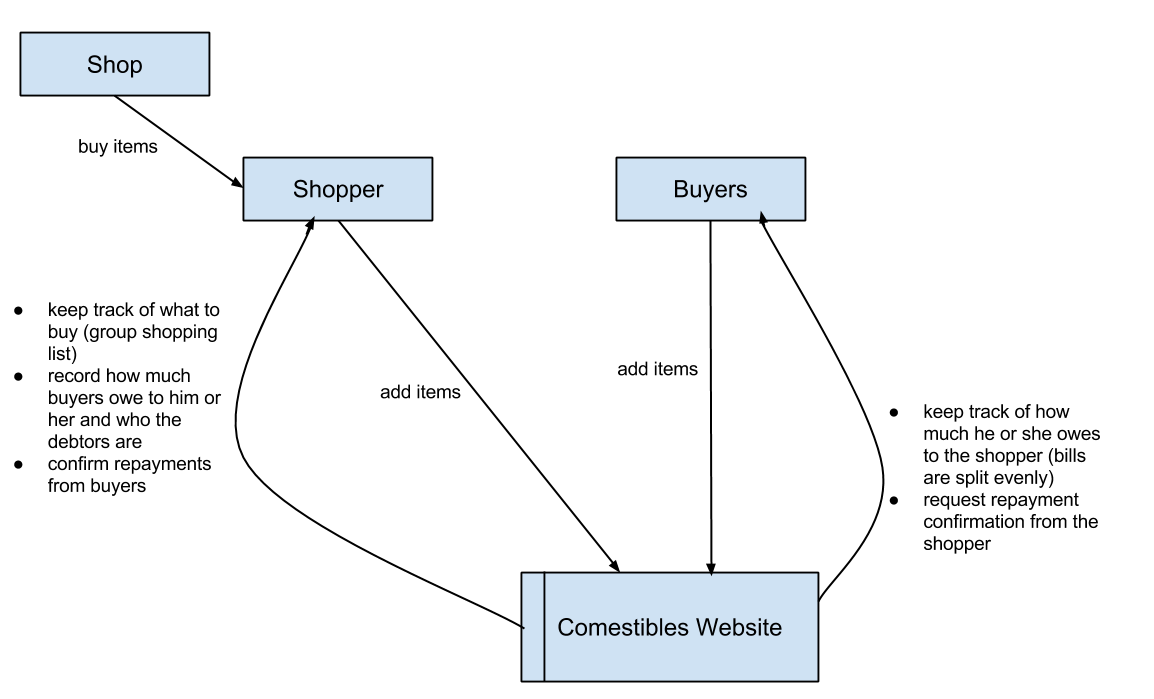 Shop
buy items
Shopper
Buyers
● keep track of what to
buy (group shopping
list)
● record how much
buyers owe to him or
her and who the
debtors are
● confirm repayments
from buyers
add items
add items
● keep track of how
much he or she owes
to the shopper (bills
are split evenly)
● request repayment
confirmation from the
shopper
Comestibles Website